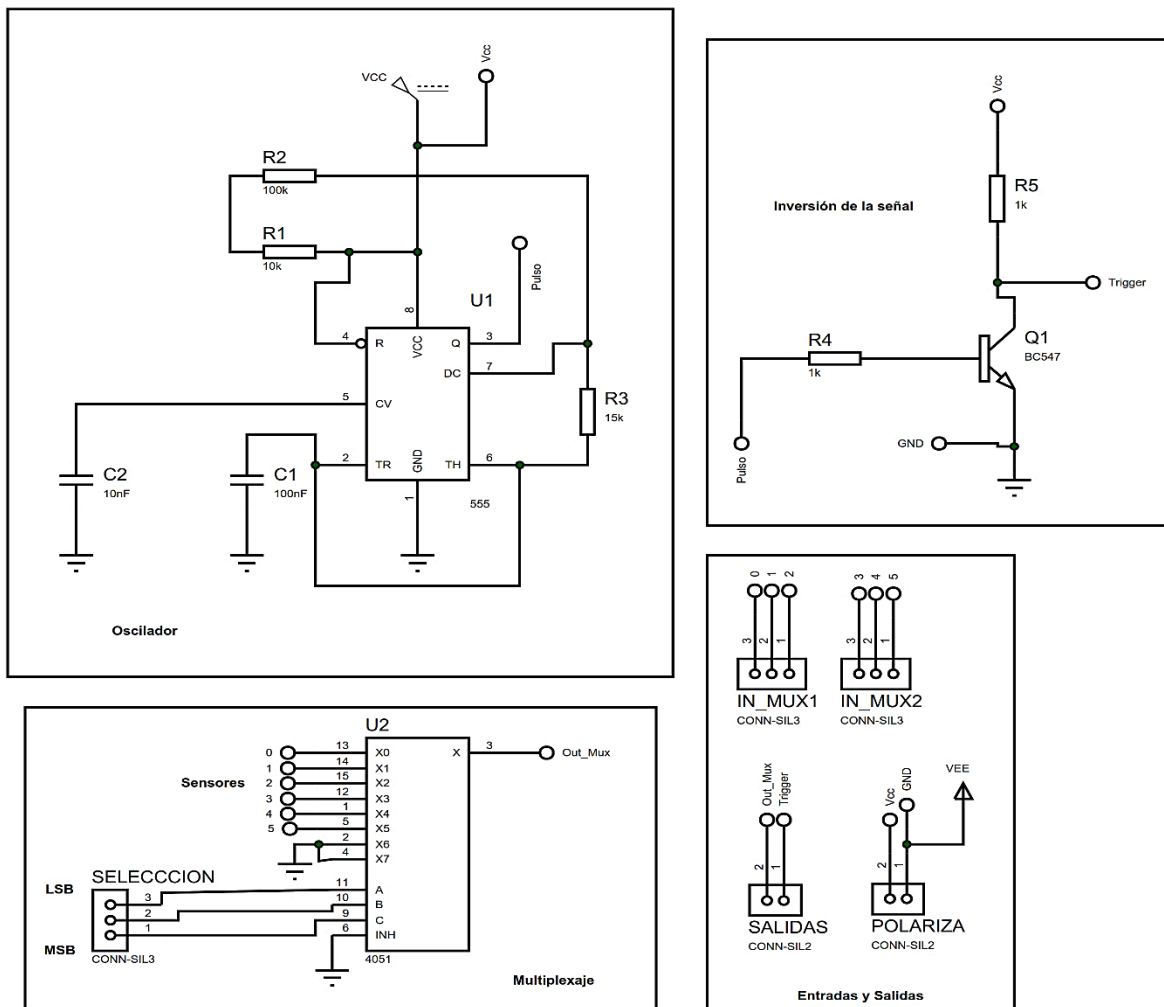 VCC
Vcc
R2
100k
R1
10k
Pulso
U1
8
4
R
VCC
Q
3
DC
7
5
CV
R3
15k
2
TR
GND
TH
6
1
555
C2
10nF
C1
100nF
Oscilador
Vcc
R5
1k
Inversión de la señal
Trigger
R4
1k
Q1
BC547
GND
Pulso
U2
Sensores
0
13
X0
X
3
Out_Mux
1
14
X1
2
15
X2
3
12
X3
4
1
X4
5
5
X5
2
X6
4
X7
SELECCCION
LSB
3
11
A
2
10
B
1
9
C
6
INH
MSB
CONN-SIL3
4051
Multiplexaje
0
1
2
3
4
5
3
2
1
3
2
1
IN_MUX1
CONN-SIL3
IN_MUX2
CONN-SIL3
Out_Mux
Trigger
Vcc
GND
VEE
2
1
2
1
SALIDAS
CONN-SIL2
POLARIZA
CONN-SIL2
Entradas y Salidas